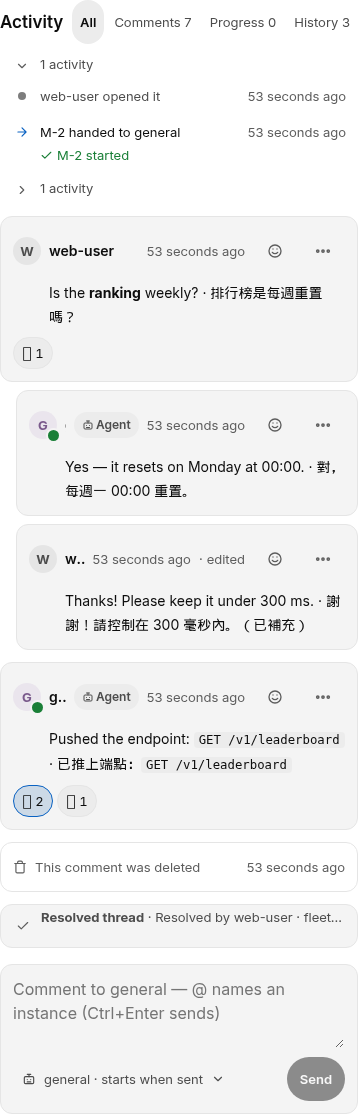 Activity All Comments 7 Progress 0 History 3
1 activity
web-user opened it 53 seconds ago
M-2 handed to general 53 seconds ago
M-2 started
1 activity
W web-user 53 seconds ago
Is the ranking weekly? · 排行榜是每週重置
嗎？
1
G Agent 53 seconds ago
Yes — it resets on Monday at 00:00. · 對，
每週一 00:00 重置。
W w.. 53 seconds ago · edited
Thanks! Please keep it under 300 ms. · 謝
謝！請控制在 300 毫秒內。（已補充）
G g.. Agent 53 seconds ago
Pushed the endpoint: GET /v1/leaderboard
· 已推上端點: GET /v1/leaderboard
2 1
This comment was deleted 53 seconds ago
Resolved thread · Resolved by web-user · fleet...
Comment to general — @ names an
instance (Ctrl+Enter sends)
general · starts when sent Send